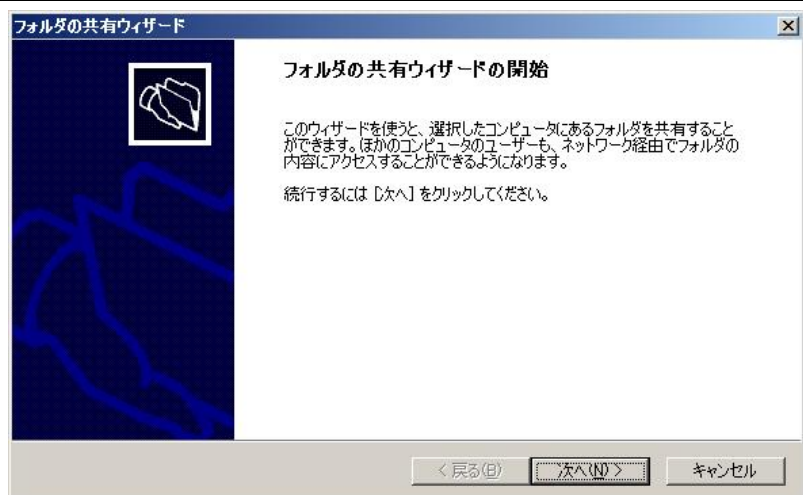 フォルダの共有ウィザード
フォルダの共有ウィザードの開始
このウィザードを使うと、選択したコンピュータにあるフォルダを共有すること
ができます。ほかのコンピュータのユーザーも、ネットワーク経由でフォルダの
内容にアクセスすることができるようになります。
続行するには [次へ] をクリックしてください。
< 戻る(B)
次へ(N) >
キャンセル